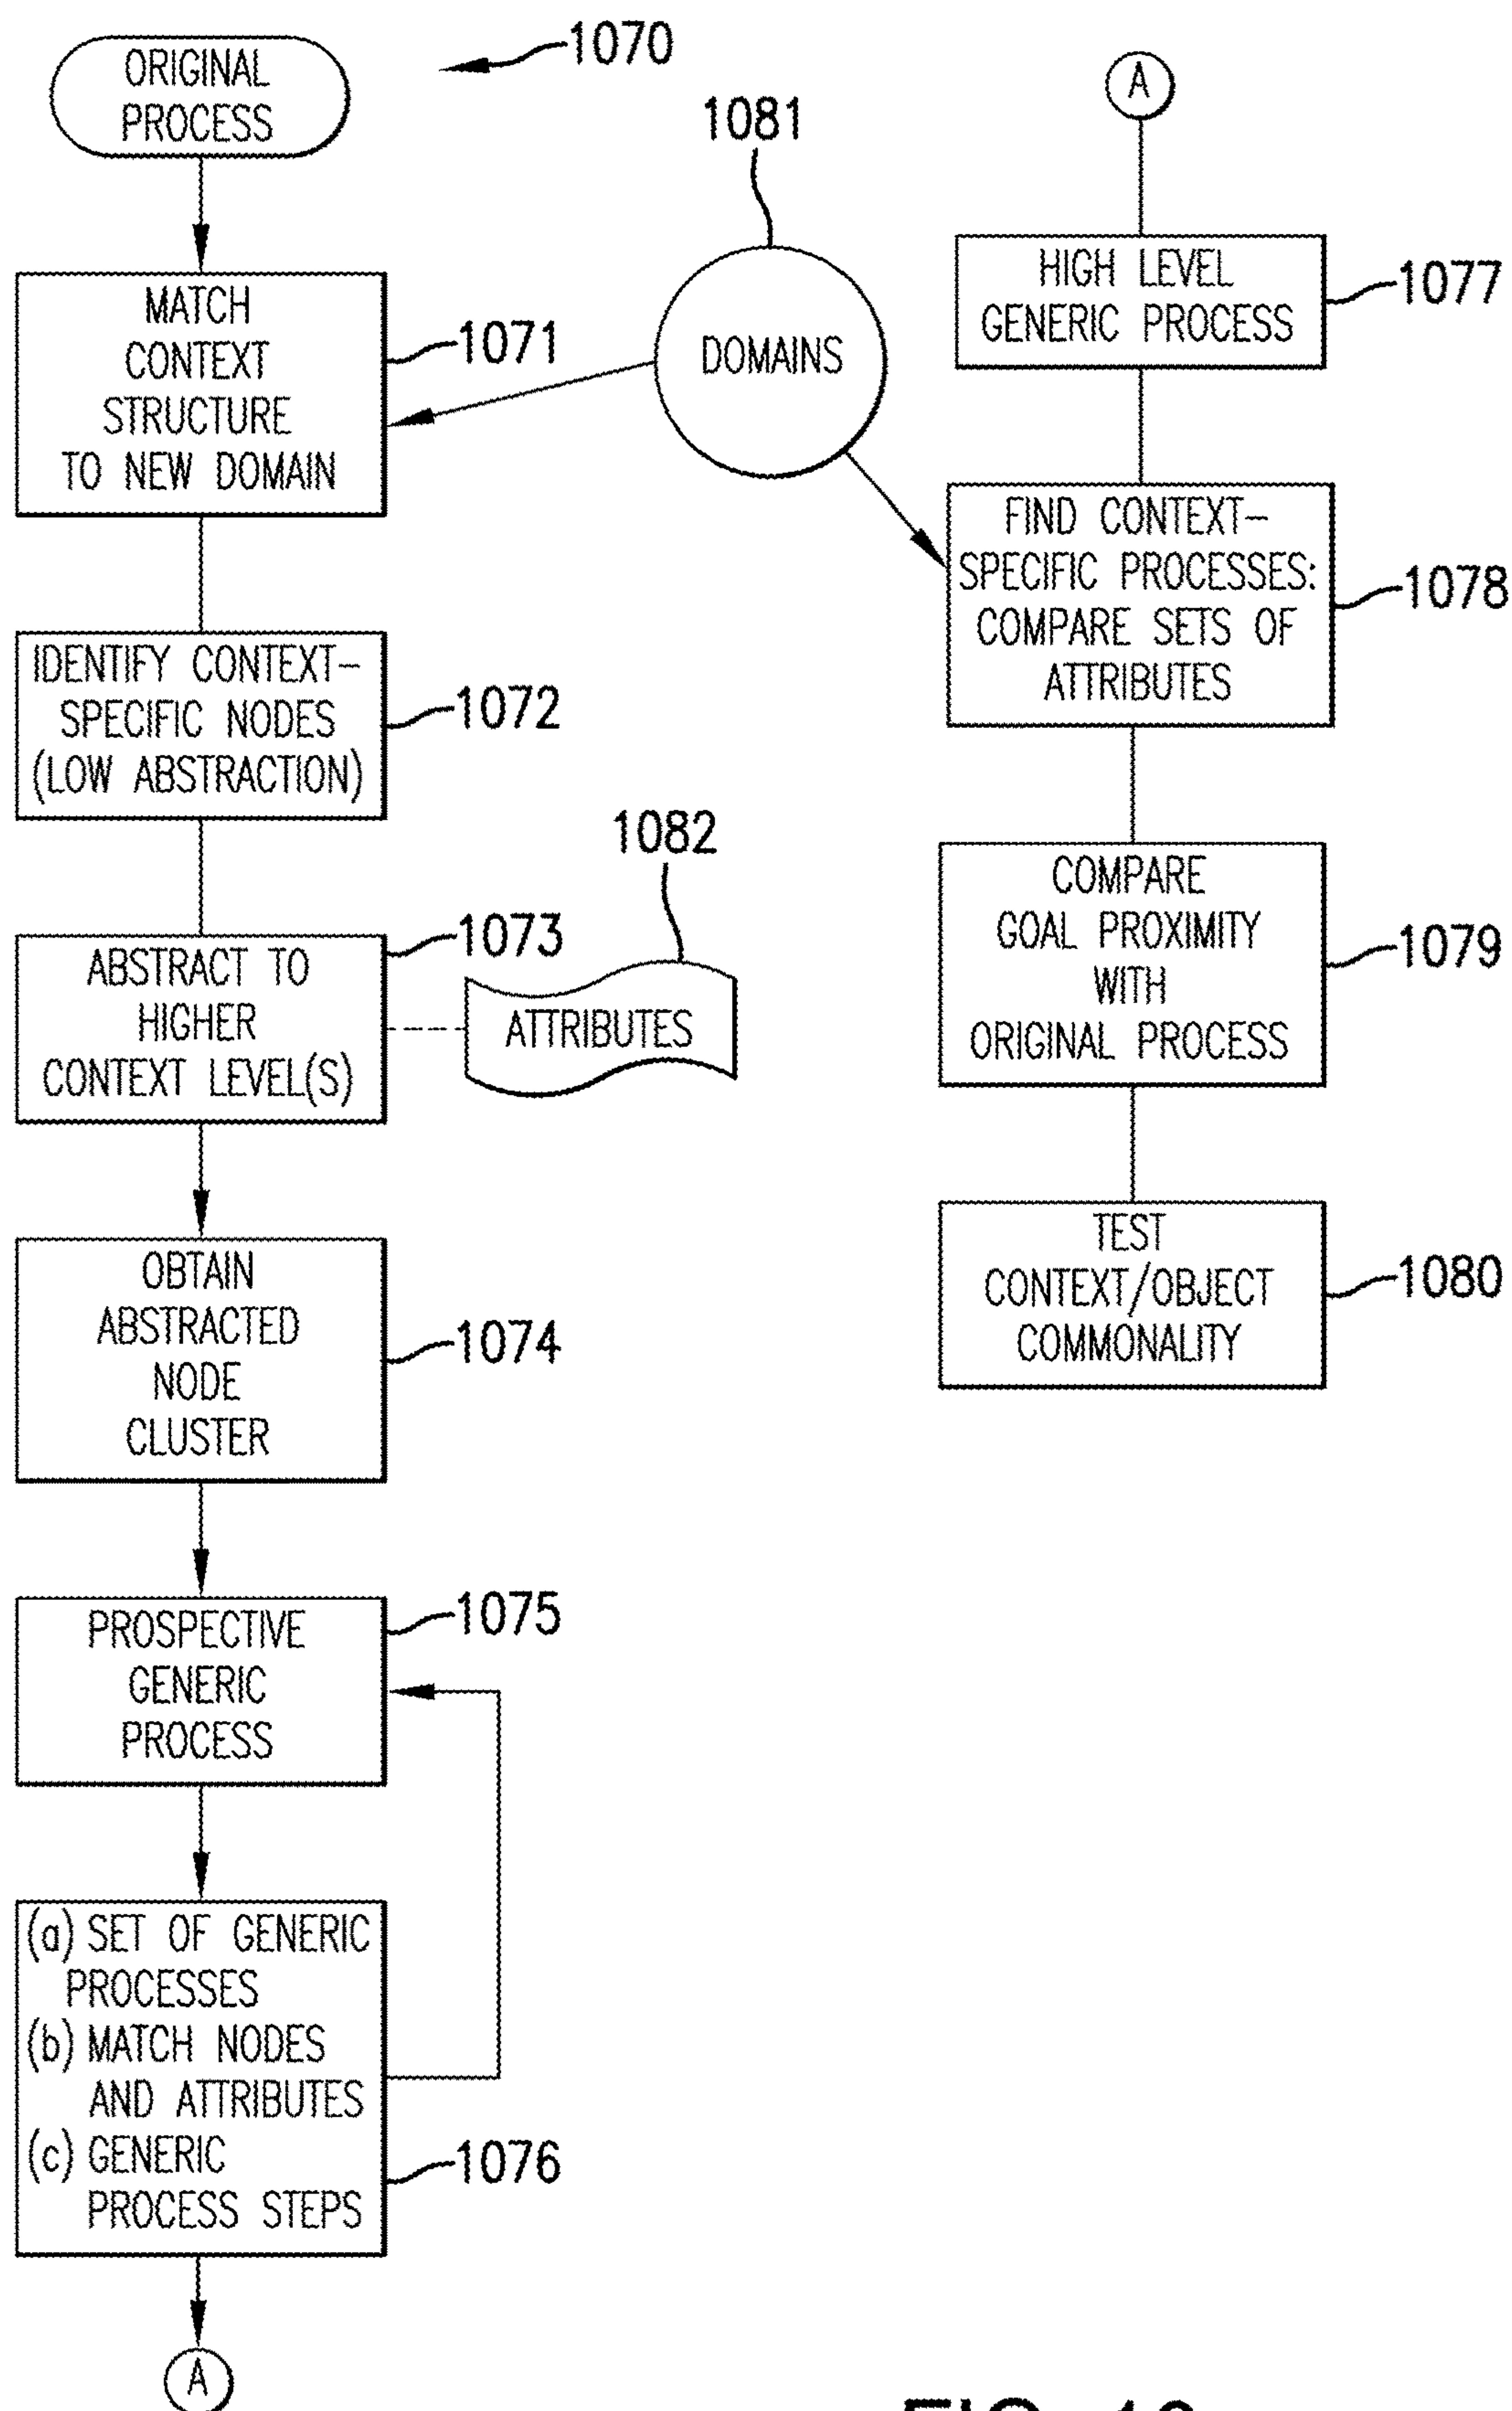 ORIGINAL
PROCESS
1070
MATCH
CONTEXT
STRUCTURE
TO NEW DOMAIN
1071
IDENTIFY CONTEXT-
SPECIFIC NODES
(LOW ABSTRACTION)
1072
ABSTRACT TO
HIGHER
CONTEXT LEVEL(S)
1073
1082
ATTRIBUTES
OBTAIN
ABSTRACTED
NODE
CLUSTER
1074
PROSPECTIVE
GENERIC
PROCESS
1075
(a) SET OF GENERIC
PROCESSES
(b) MATCH NODES
AND ATTRIBUTES
(c) GENERIC
PROCESS STEPS
1076
A
1081
DOMAINS
A
HIGH LEVEL
GENERIC PROCESS
1077
FIND CONTEXT-
SPECIFIC PROCESSES:
COMPARE SETS OF
ATTRIBUTES
1078
COMPARE
GOAL PROXIMITY
WITH
ORIGINAL PROCESS
1079
TEST
CONTEXT/OBJECT
COMMONALITY
1080